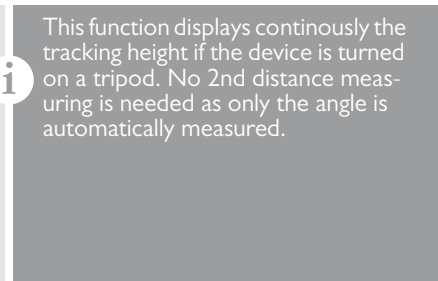 This function displays continously the
tracking height if the device is turned
i on a tripod. No 2nd distance meas-
uring is needed as only the angle is
automatically measured.